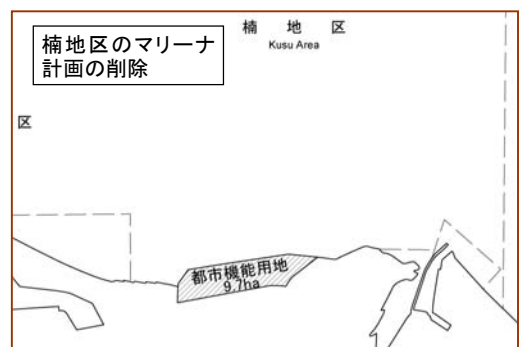 楠地区のマリーナ
計画の削除
楠地区
Kusu Area
区
都市機能用地
9.7ha